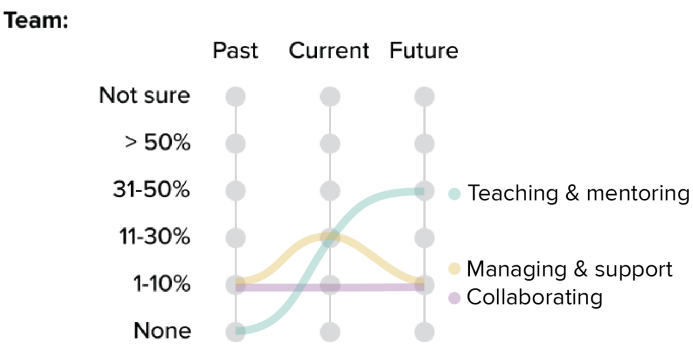 Team:
Past Current Future
Not sure
> 50%
31-50%
Teaching & mentoring
11-30%
Managing & support
1-10%
Collaborating
None